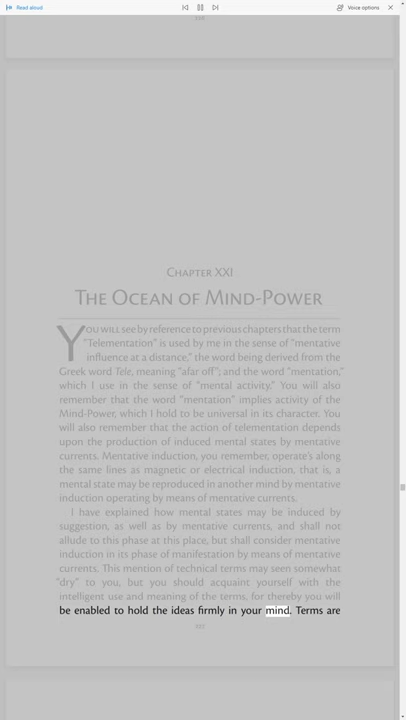 Read aloud
Voice options
CHAPTER XXI
THE OCEAN OF MIND-POWER
YOU WILL see by reference to previous chapters that the term
"Telementation" is used by me in the sense of "mentative
influence at a distance," the word being derived from the
Greek word Tele, meaning "afar off"; and the word "mentation,"
which I use in the sense of "mental activity." You will also
remember that the word "mentation" implies activity of the
Mind-Power, which I hold to be universal in its character. You
will also remember that the action of telementation depends
upon the production of induced mental states by mentative
currents. Mentative induction, you remember, operate's along
the same lines as magnetic or electrical induction, that is, a
mental state may be reproduced in another mind by mentative
induction operating by means of mentative currents.
I have explained how mental states may be induced by
suggestion, as well as by mentative currents, and shall not
allude to this phase at this place, but shall consider mentative
induction in its phase of manifestation by means of mentative
currents. This mention of technical terms may seem somewhat
"dry" to you, but you should acquaint yourself with the
intelligent use and meaning of the terms, for thereby you will
be enabled to hold the ideas firmly in your mind. Terms are